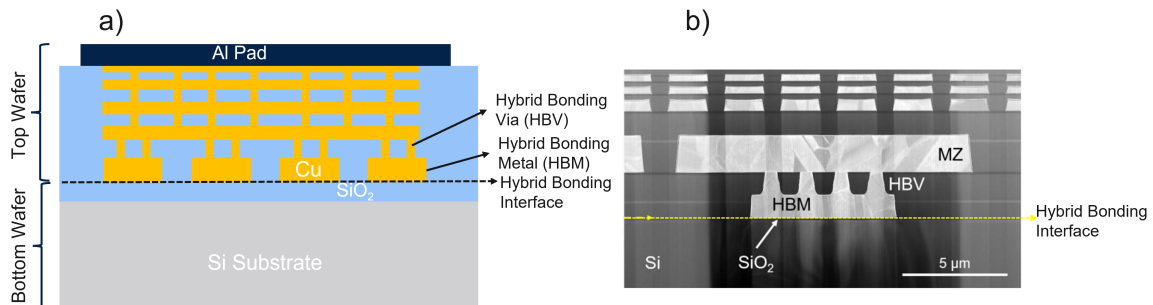 a)
Al Pad
Top Wafer
Hybrid Bonding
Via (HBV)
Hybrid Bonding
Metal (HBM)
Cu
Hybrid Bonding
Interface
SiO₂
Bottom Wafer
Si Substrate
b)
MZ
HBV
HBM
Hybrid Bonding
Interface
Si
SiO₂
5 μm